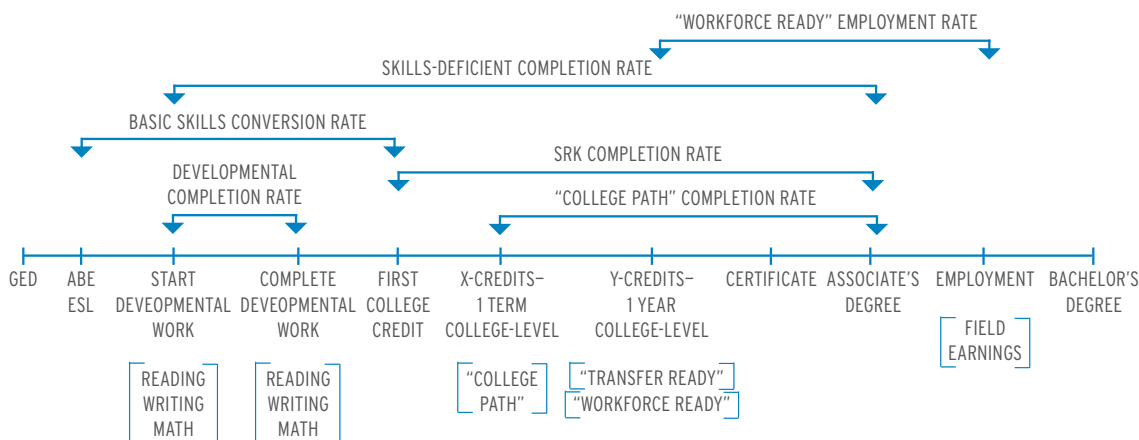 “WORKFORCE READY” EMPLOYMENT RATE
SKILLS-DEFICIENT COMPLETION RATE
BASIC SKILLS CONVERSION RATE
SRK COMPLETION RATE
DEVELOPMENTAL
COMPLETION RATE
“COLLEGE PATH” COMPLETION RATE
GED
ABE
ESL
START
DEVEOPMENTAL
WORK
COMPLETE
DEVEOPMENTAL
WORK
FIRST
COLLEGE
CREDIT
X-CREDITS–
1 TERM
COLLEGE-LEVEL
Y-CREDITS–
1 YEAR
COLLEGE-LEVEL
CERTIFICATE
ASSOCIATE’S
DEGREE
EMPLOYMENT
BACHELOR’S
DEGREE
READING
WRITING
MATH
READING
WRITING
MATH
“COLLEGE
PATH”
“TRANSFER READY”
“WORKFORCE READY”
FIELD
EARNINGS